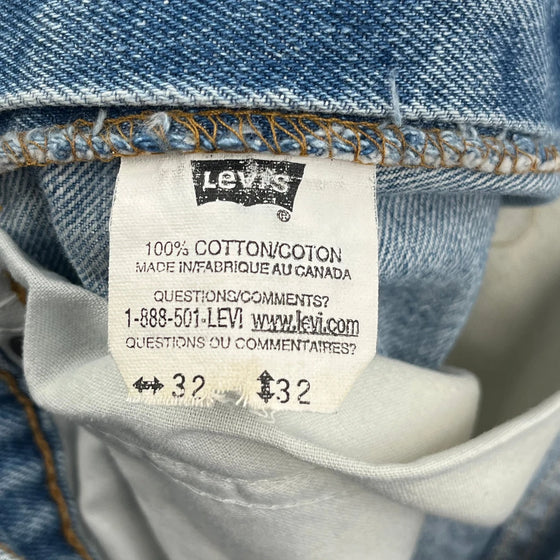 LEVI'S
®
100% COTTON/COTON
MADE IN/FABRIQUE AU CANADA
QUESTIONS/COMMENTS?
1-888-501-LEVI www.levi.com
QUESTIONS OU COMMENTAIRES?
↔ 32 ↕ 32